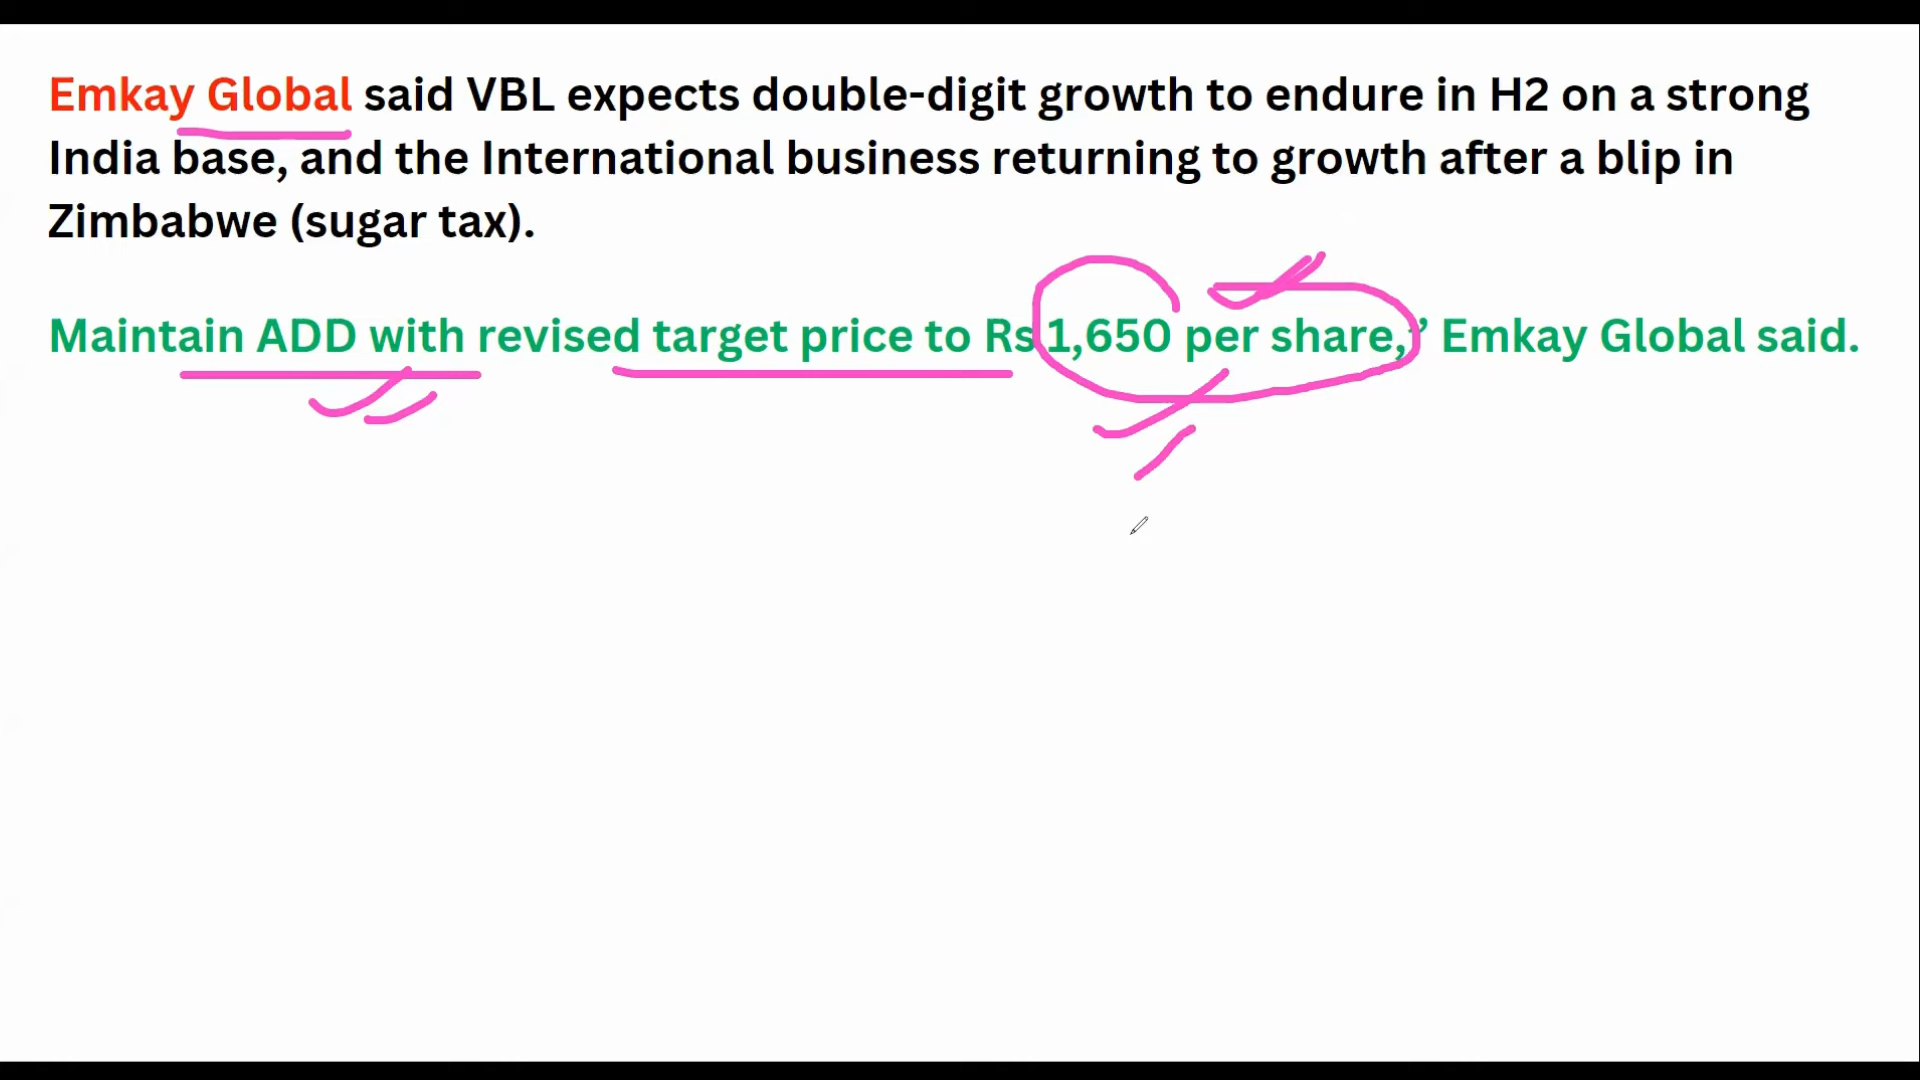 Emkay Global said VBL expects double-digit growth to endure in H2 on a strong
India base, and the International business returning to growth after a blip in
Zimbabwe (sugar tax).
Maintain ADD with revised target price to Rs 1,650 per share,” Emkay Global said.